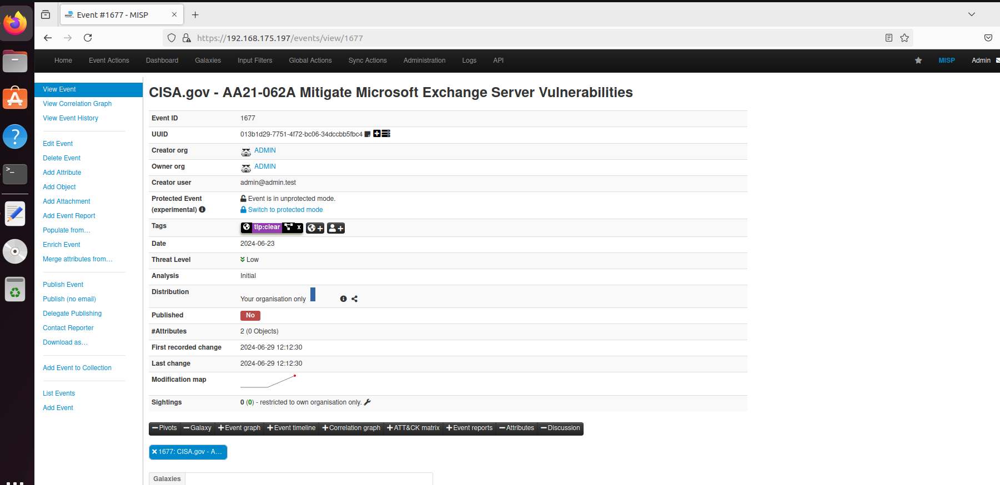 Event #1677 - MISP
https://192.168.175.197/events/view/1677
Home Event Actions Dashboard Galaxies Input Filters Global Actions Sync Actions Administration Logs API MISP Admin
View Event
View Correlation Graph
View Event History
Edit Event
Delete Event
Add Attribute
Add Object
Add Attachment
Add Event Report
Populate from…
Enrich Event
Merge attributes from…
Publish Event
Publish (no email)
Delegate Publishing
Contact Reporter
Download as…
Add Event to Collection
List Events
Add Event
CISA.gov - AA21-062A Mitigate Microsoft Exchange Server Vulnerabilities
Event ID 1677
UUID 013b1d29-7751-4f72-bc06-34dccbb5fbc4
Creator org ADMIN
Owner org ADMIN
Creator user admin@admin.test
Protected Event Event is in unprotected mode.
(experimental) Switch to protected mode
Tags tlp:clear x + +
Date 2024-06-23
Threat Level Low
Analysis Initial
Distribution Your organisation only
Published No
#Attributes 2 (0 Objects)
First recorded change 2024-06-29 12:12:30
Last change 2024-06-29 12:12:30
Modification map
Sightings 0 (0) - restricted to own organisation only.
Pivots Galaxy Event graph Event timeline Correlation graph ATT&CK matrix Event reports Attributes Discussion
1677: CISA.gov - A...
Galaxies